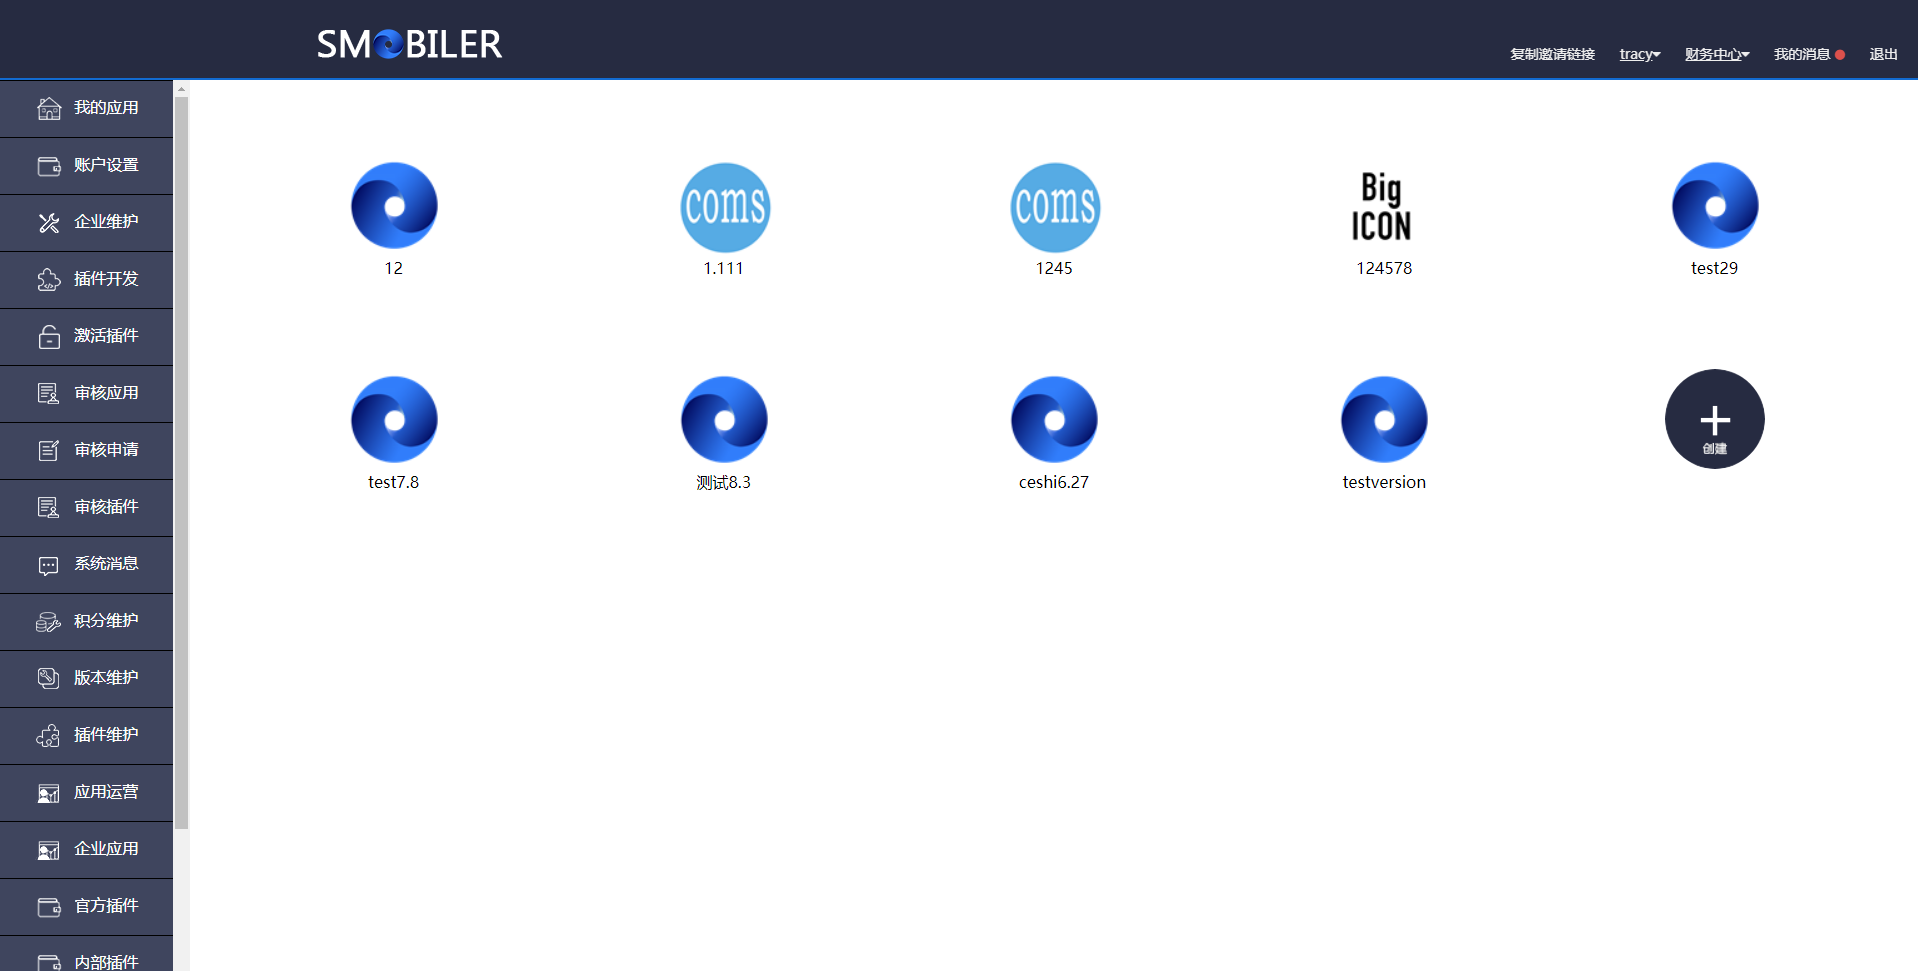 SMOBILER
复制邀请链接 tracy 财务中心 我的消息 退出
我的应用
账户设置
企业维护
插件开发
激活插件
审核应用
审核申请
审核插件
系统消息
积分维护
版本维护
插件维护
应用运营
企业应用
官方插件
内部插件
coms
coms
Big
ICON
12
1.111
1245
124578
test29
创建
test7.8
测试8.3
ceshi6.27
testversion